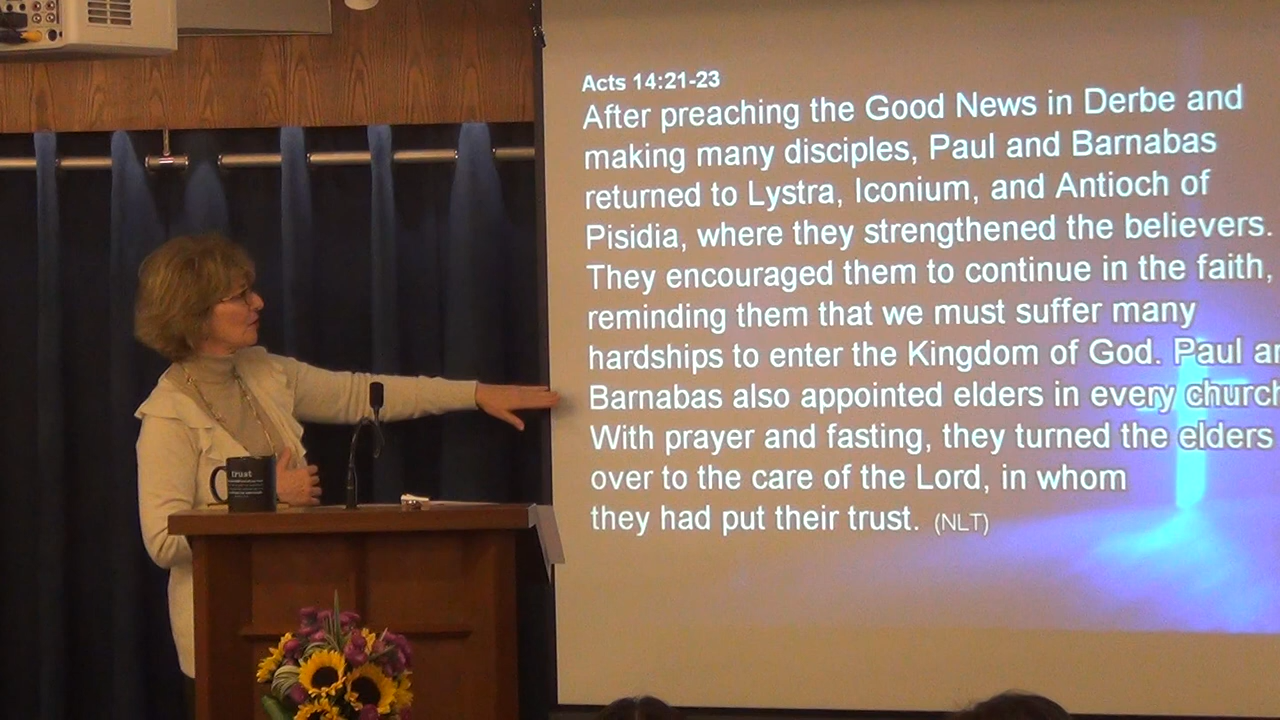 Acts 14:21-23
After preaching the Good News in Derbe and
making many disciples, Paul and Barnabas
returned to Lystra, Iconium, and Antioch of
Pisidia, where they strengthened the believers.
They encouraged them to continue in the faith,
reminding them that we must suffer many
hardships to enter the Kingdom of God. Paul
Barnabas also appointed elders in every church
With prayer and fasting, they turned the elders
over to the care of the Lord, in whom
they had put their trust. (NLT)
trust